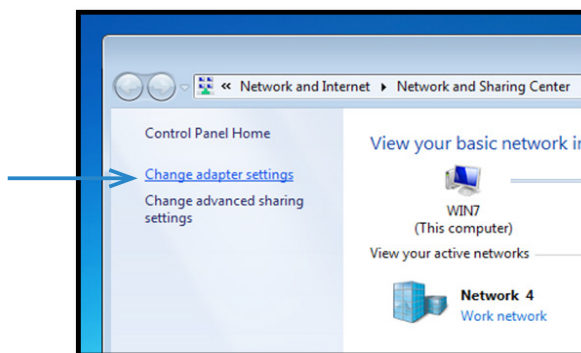 « Network and Internet ▸ Network and Sharing Center
Control Panel Home
Change adapter settings
Change advanced sharing
settings
View your basic network
WIN7
(This computer)
View your active networks
Network 4
Work network